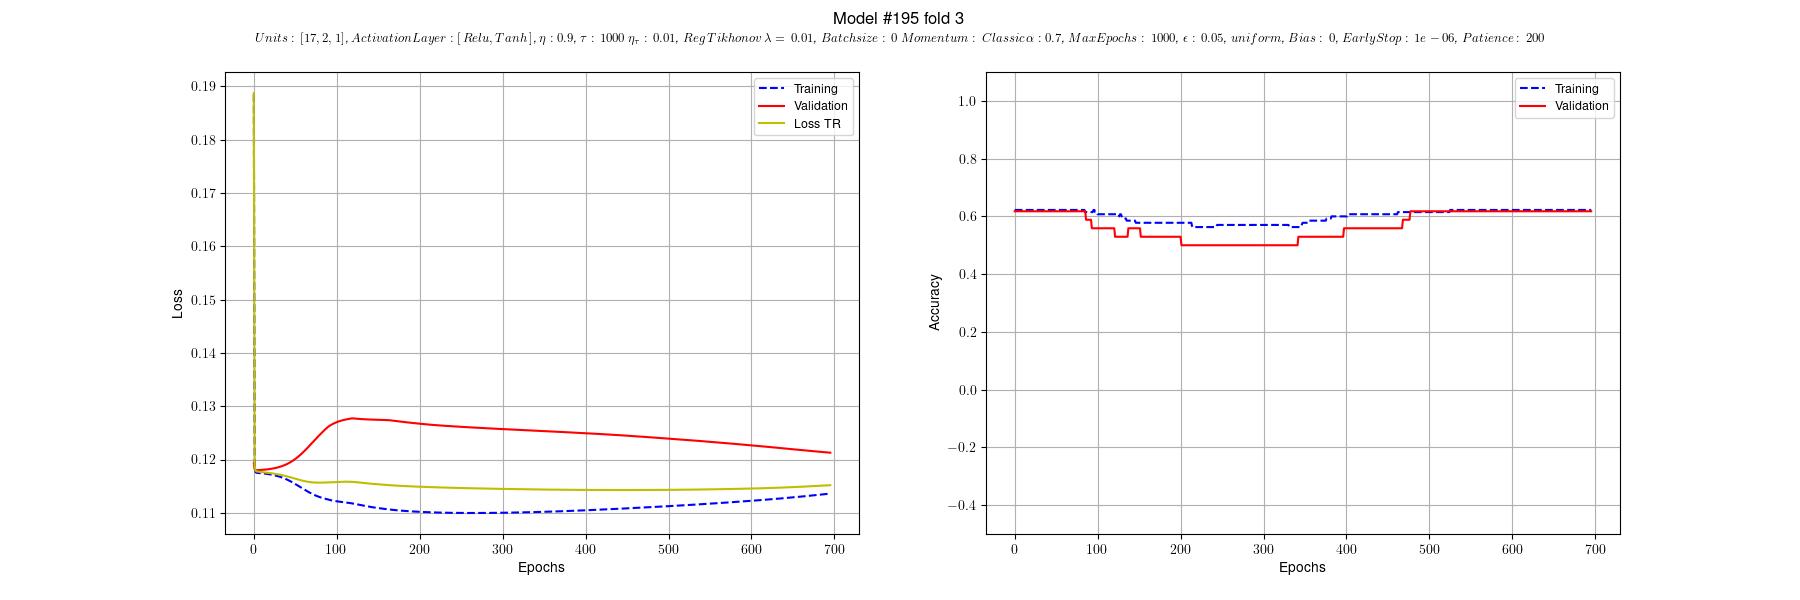 Model #195 fold 3
Units : [17, 2, 1], ActivationLayer : [ Relu, Tanh], η : 0.9, τ : 1000 ητ : 0.01, RegTikhonov λ = 0.01, Batchsize : 0 Momentum : Classic α : 0.7, MaxEpochs : 1000, ϵ : 0.05, uniform, Bias : 0, EarlyStop : 1e − 06, Patience : 200
Loss
0.19
0.18
0.17
0.16
0.15
0.14
0.13
0.12
0.11
Training
Validation
Loss TR
0 100 200 300 400 500 600 700
Epochs
Accuracy
1.0
0.8
0.6
0.4
0.2
0.0
−0.2
−0.4
Training
Validation
0 100 200 300 400 500 600 700
Epochs